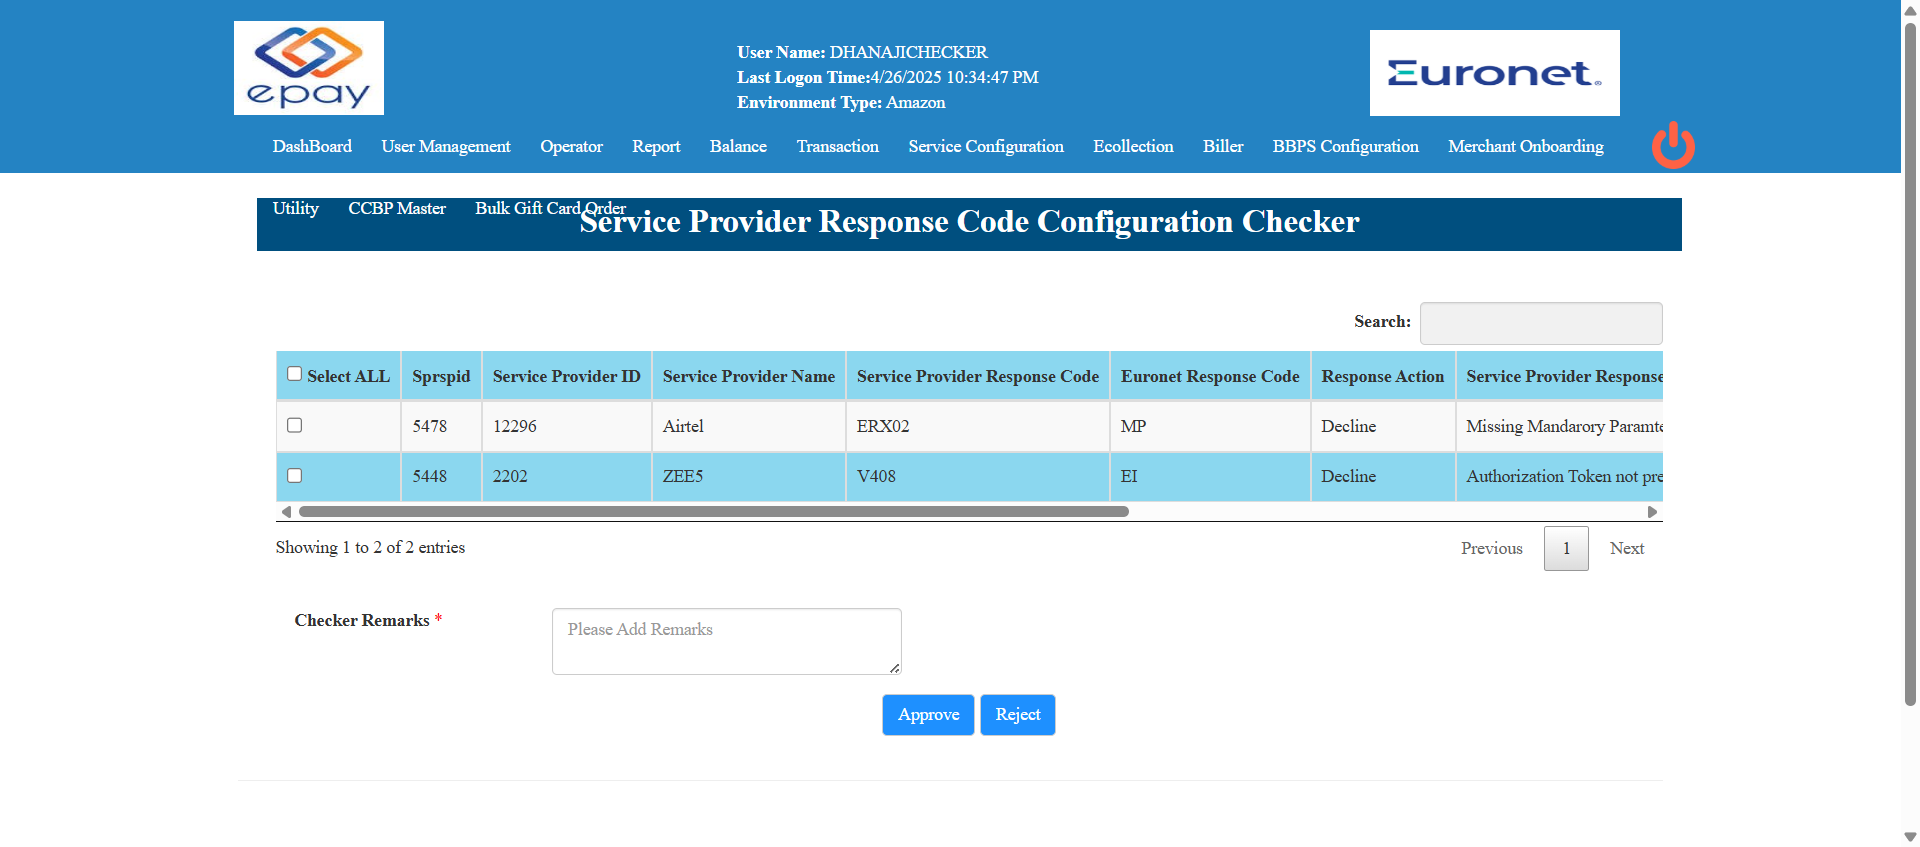 epay
User Name: DHANAJICHECKER
Last Logon Time:4/26/2025 10:34:47 PM
Environment Type: Amazon
Euronet
DashBoard User Management Operator Report Balance Transaction Service Configuration Ecollection Biller BBPS Configuration Merchant Onboarding
Utility CCBP Master Bulk Gift Card Order
Service Provider Response Code Configuration Checker
Search:
Select ALL Sprspid Service Provider ID Service Provider Name Service Provider Response Code Euronet Response Code Response Action Service Provider Response
5478 12296 Airtel ERX02 MP Decline Missing Mandarory Paramte
5448 2202 ZEE5 V408 EI Decline Authorization Token not pre
Showing 1 to 2 of 2 entries
Previous 1 Next
Checker Remarks *
Please Add Remarks
Approve Reject